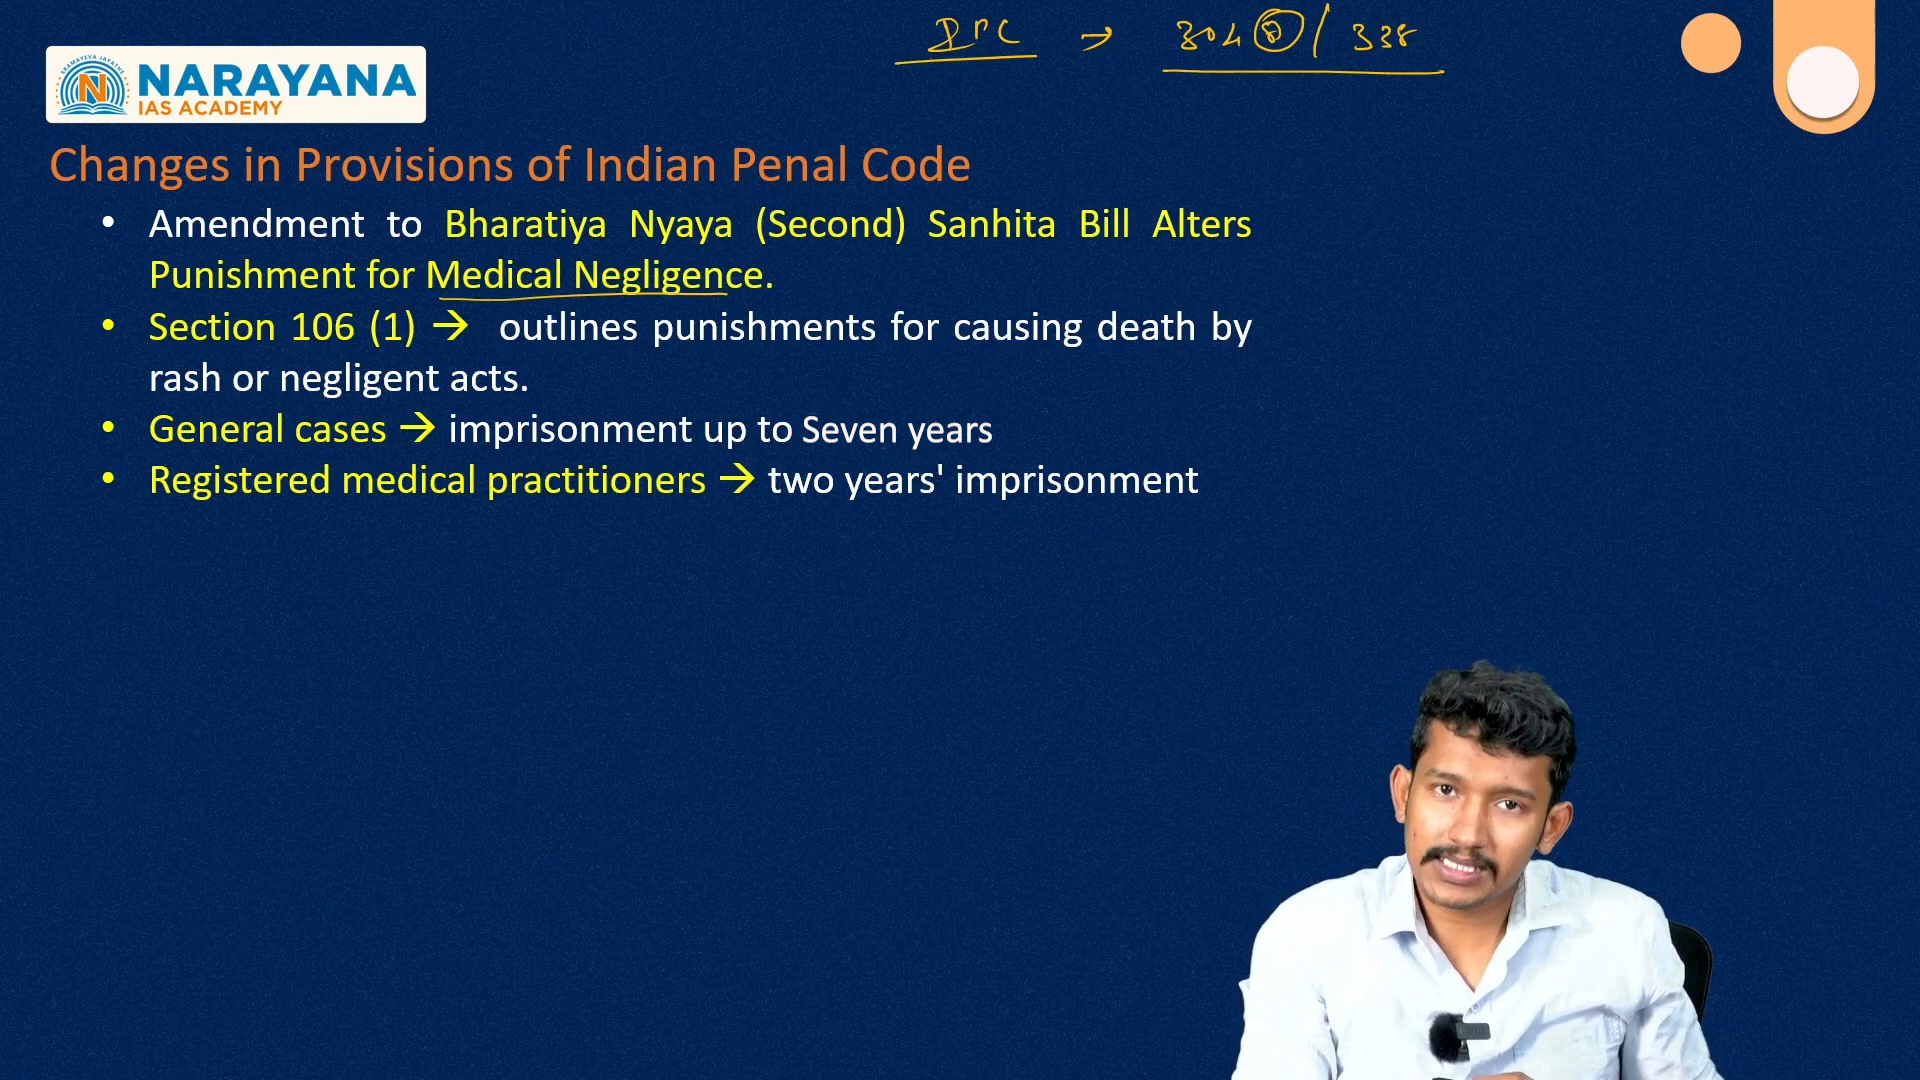 IPC → 304 / 338
NARAYANA
IAS ACADEMY
Changes in Provisions of Indian Penal Code
• Amendment to Bharatiya Nyaya (Second) Sanhita Bill Alters
Punishment for Medical Negligence.
• Section 106 (1) → outlines punishments for causing death by
rash or negligent acts.
• General cases → imprisonment up to Seven years
• Registered medical practitioners → two years' imprisonment